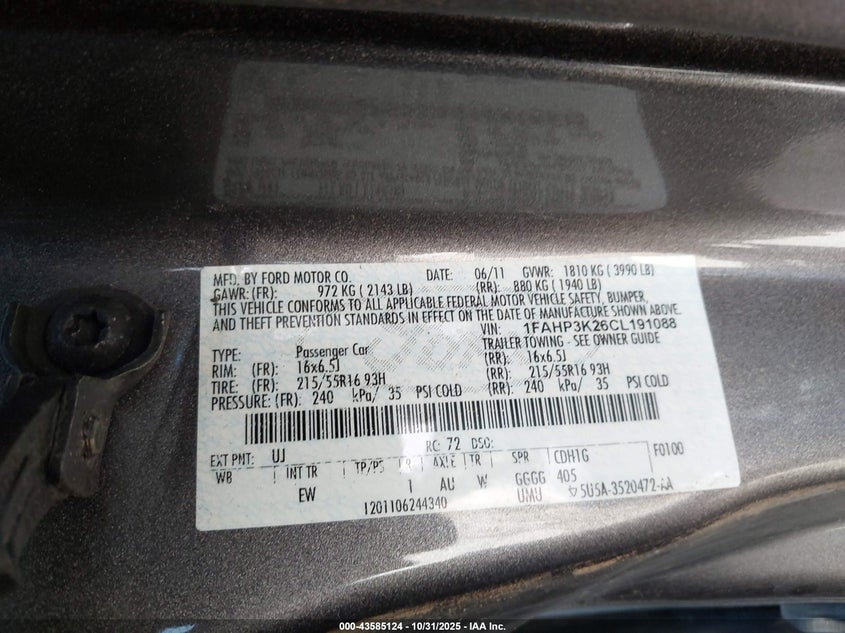 MFD. BY FORD MOTOR CO. DATE: 06/11 GVWR: 1810 KG ( 3990 LB)
GAWR: (FR): 972 KG ( 2143 LB) (RR): 880 KG ( 1940 LB)
THIS VEHICLE CONFORMS TO ALL APPLICABLE FEDERAL MOTOR VEHICLE SAFETY, BUMPER,
AND THEFT PREVENTION STANDARDS IN EFFECT ON THE DATE OF MANUFACTURE SHOWN ABOVE.
VIN: 1FAHP3K26CL191088
TYPE: Passenger Car TRAILER TOWING - SEE OWNER GUIDE
RIM: (FR): 16x6.5J (RR): 16x6.5J
TIRE: (FR): 215/55R16 93H (RR): 215/55R16 93H
PRESSURE: (FR): 240 kPa/ 35 PSI COLD (RR): 240 kPa/ 35 PSI COLD
EXT PNT: UJ RC: 72 DSO: F0100
WB INT TR TP/PS R AXLE TR SPR CDH1G
EW 1 AU W GGGG 405
1201106244340 UMU 5U5A-3520472-AA
000-43585124 - 10/31/2025 - IAA Inc.